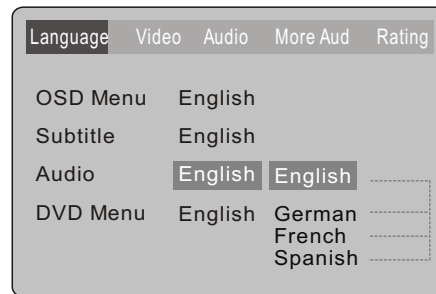 Language Video Audio More Aud Rating
OSD Menu English
Subtitle English
Audio English English
DVD Menu English German
French
Spanish